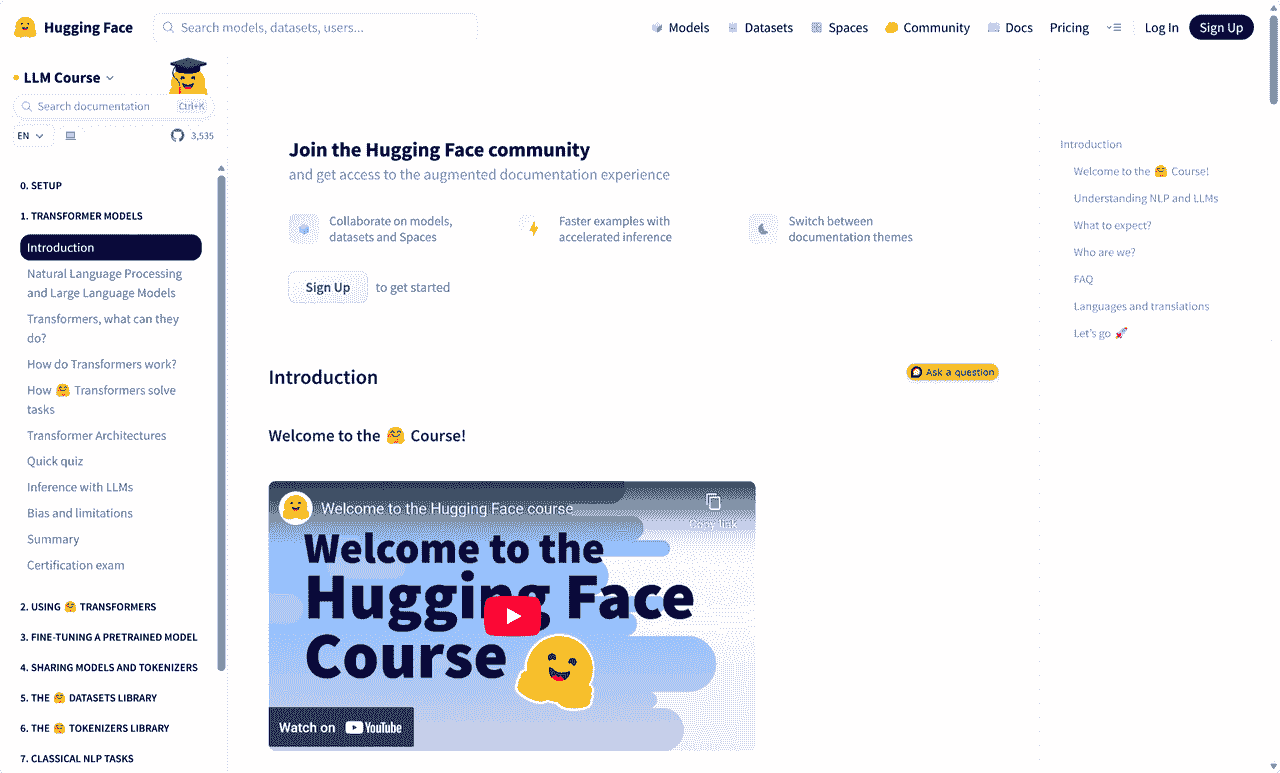 Hugging Face
Search models, datasets, users...
Models
Datasets
Spaces
Community
Docs
Pricing
Log In
Sign Up
LLM Course
Search documentation
Ctrl+K
EN
3,535
0. SETUP
1. TRANSFORMER MODELS
Introduction
Natural Language Processing
and Large Language Models
Transformers, what can they
do?
How do Transformers work?
How 🤗 Transformers solve
tasks
Transformer Architectures
Quick quiz
Inference with LLMs
Bias and limitations
Summary
Certification exam
2. USING 🤗 TRANSFORMERS
3. FINE-TUNING A PRETRAINED MODEL
4. SHARING MODELS AND TOKENIZERS
5. THE 🤗 DATASETS LIBRARY
6. THE 🤗 TOKENIZERS LIBRARY
7. CLASSICAL NLP TASKS
Join the Hugging Face community
and get access to the augmented documentation experience
Collaborate on models,
datasets and Spaces
Faster examples with
accelerated inference
Switch between
documentation themes
Sign Up to get started
Introduction
Ask a question
Welcome to the 🤗 Course!
Welcome to the Hugging Face course
Copy link
Welcome to the
Hugging Face
Course
Watch on YouTube
Introduction
Welcome to the 🤗 Course!
Understanding NLP and LLMs
What to expect?
Who are we?
FAQ
Languages and translations
Let's go 🚀